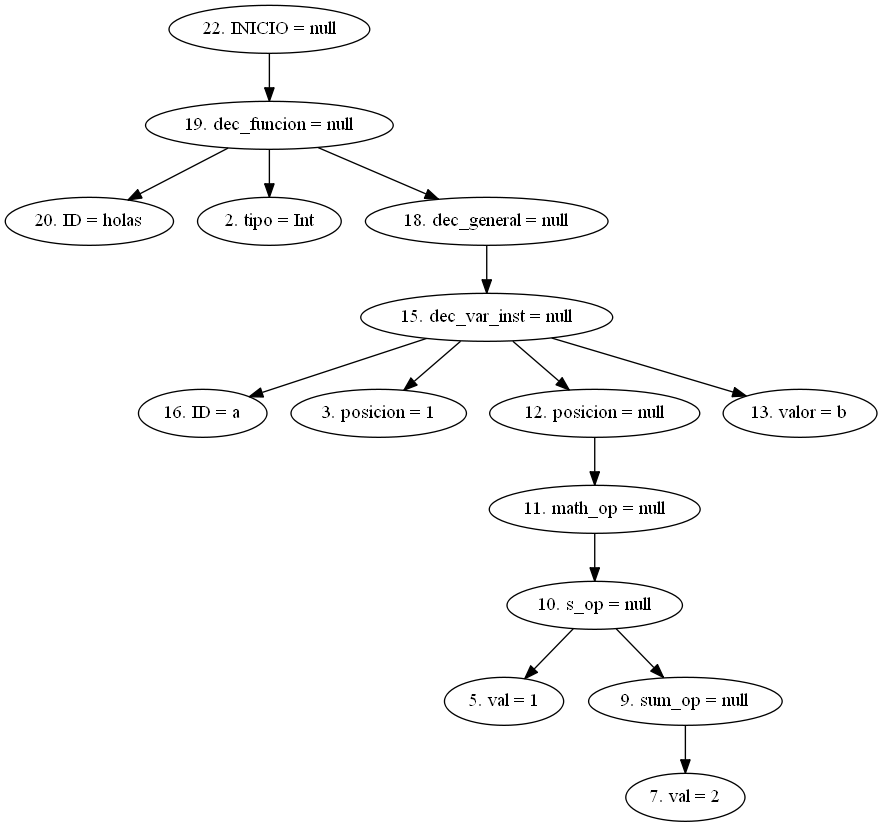 22. INICIO = null
19. dec_funcion = null
20. ID = holas
2. tipo = Int
18. dec_general = null
15. dec_var_inst = null
16. ID = a
3. posicion = 1
12. posicion = null
13. valor = b
11. math_op = null
10. s_op = null
5. val = 1
9. sum_op = null
7. val = 2